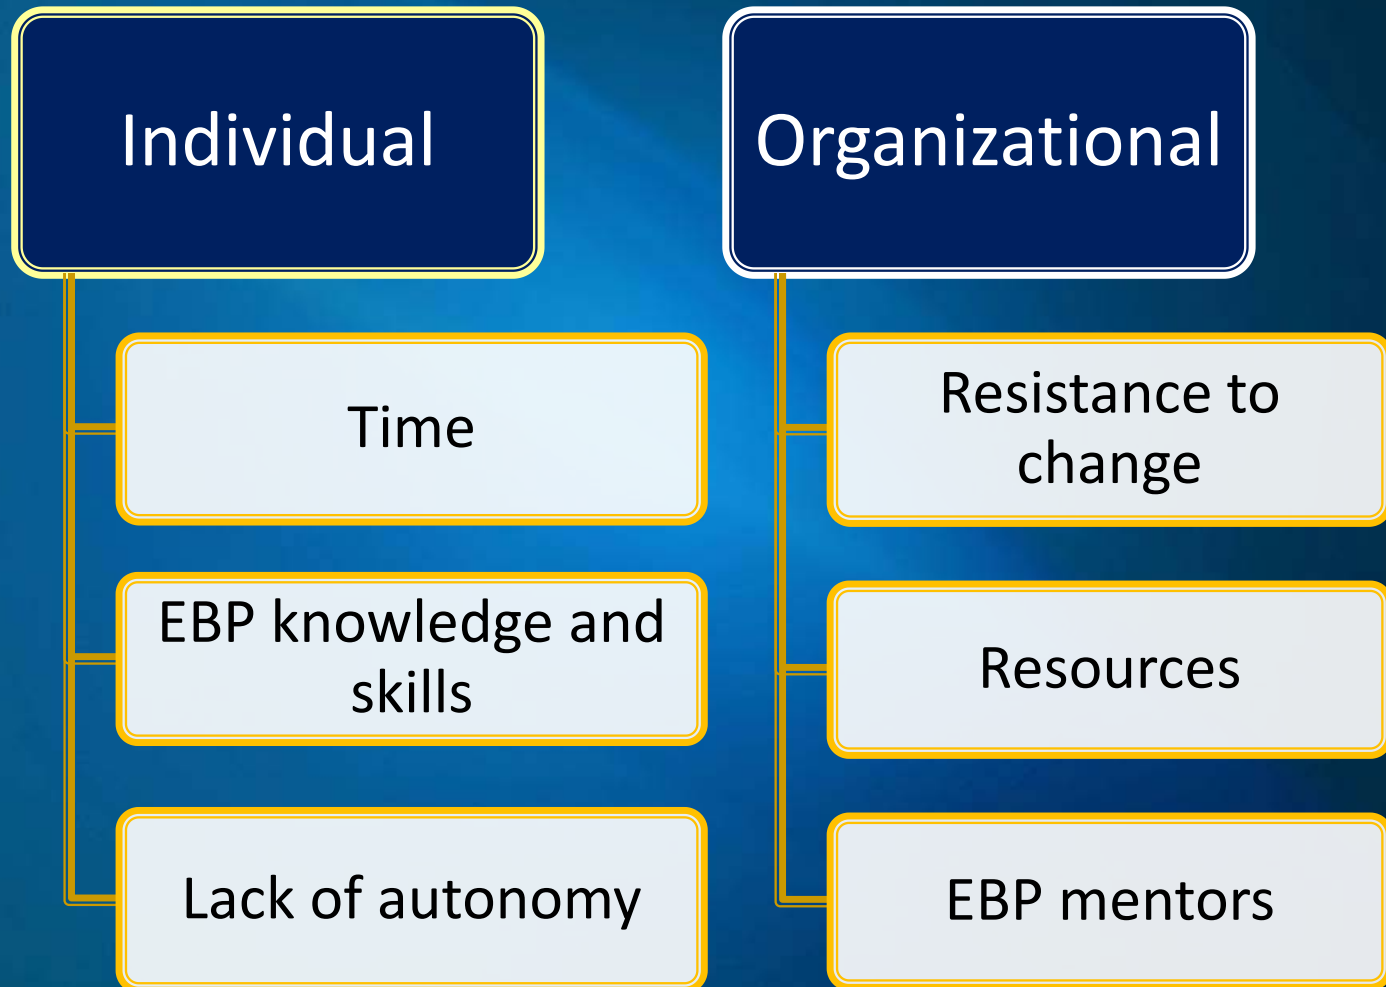 Individual
Time
EBP knowledge and
skills
Lack of autonomy
Organizational
Resistance to
change
Resources
EBP mentors